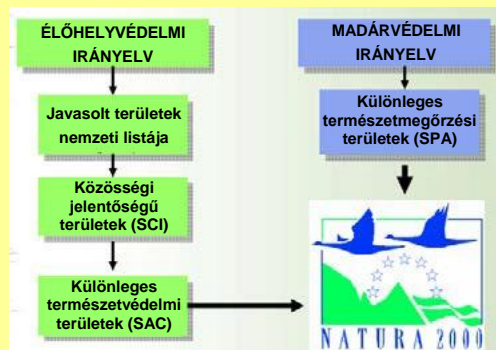 ÉLŐHELYVÉDELMI
IRÁNYELV
Javasolt területek
nemzeti listája
Közösségi
jelentőségű
területek (SCI)
Különleges
természetvédelmi
területek (SAC)
MADÁRVÉDELMI
IRÁNYELV
Különleges
természetmegőrzési
területek (SPA)
NATURA 2000